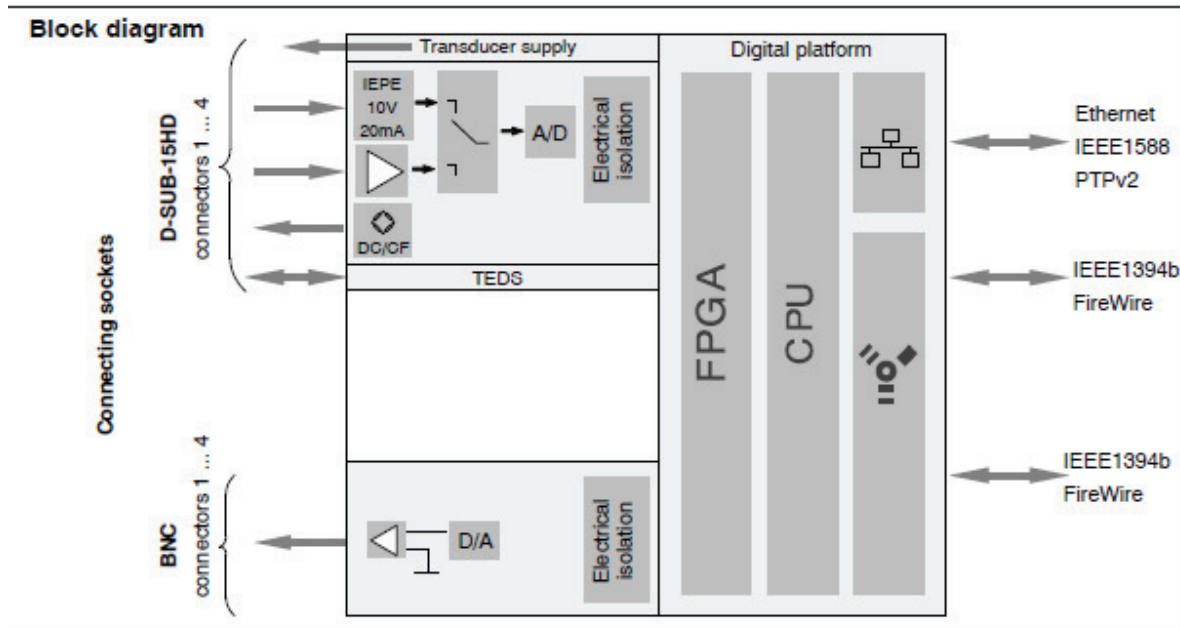 Block diagram
Transducer supply
Digital platform
IEPE
10V
20mA
A/D
Electrical
isolation
DC/CF
TEDS
D/A
Electrical
isolation
FPGA
CPU
Connecting sockets
D-SUB-15HD
connectors 1 ... 4
BNC
connectors 1 ... 4
Ethernet
IEEE1588
PTPv2
IEEE1394b
FireWire
IEEE1394b
FireWire